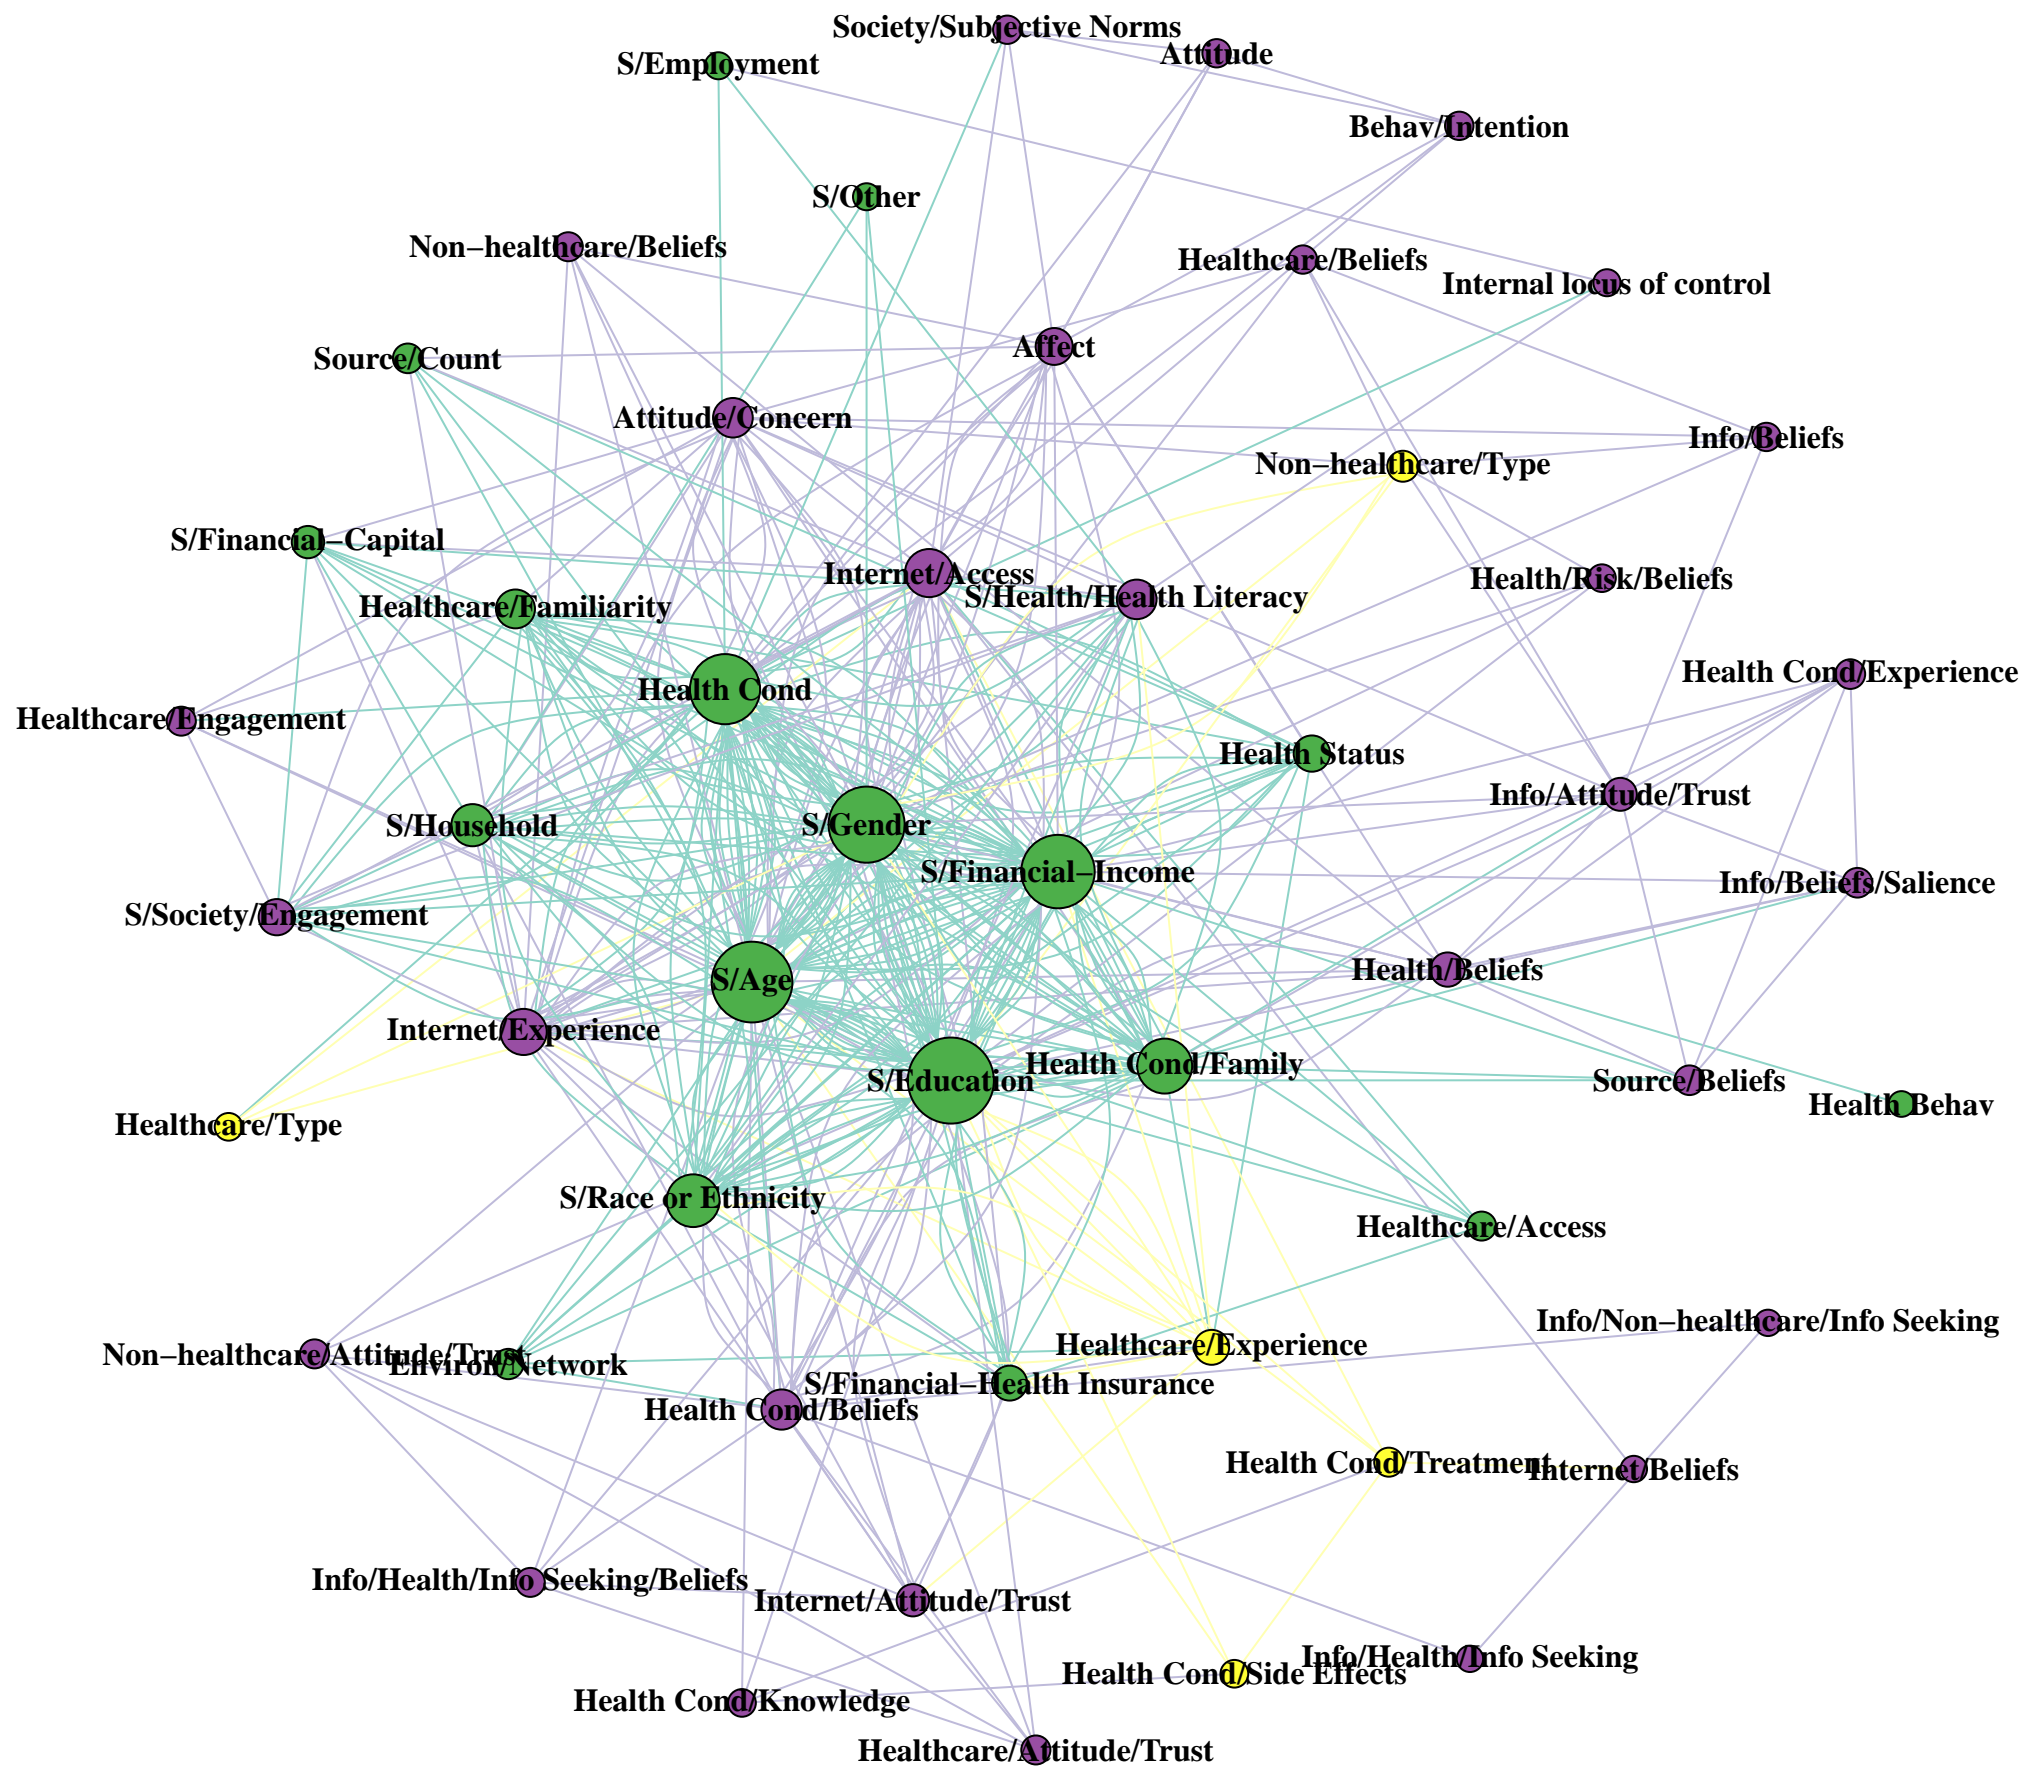 Society/Subjective Norms
Attitude
S/Employment
Behav/Intention
S/Other
Non−healthcare/Beliefs
Healthcare/Beliefs
Internal locus of control
Affect
Source/Count
Attitude/Concern
Info/Beliefs
Non−healthcare/Type
S/Financial−Capital
Internet/Access
Health/Risk/Beliefs
S/Health/Health Literacy
Healthcare/Familiarity
Health Cond/Experience
Health Cond
Healthcare/Engagement
Health Status
Info/Attitude/Trust
S/Household
S/Gender
S/Financial−Income
Info/Beliefs/Salience
S/Society/Engagement
Health/Beliefs
S/Age
Internet/Experience
Health Cond/Family
S/Education
Source/Beliefs
Health Behav
Healthcare/Type
S/Race or Ethnicity
Healthcare/Access
Info/Non−healthcare/Info Seeking
Healthcare/Experience
Non−healthcare/Attitude/Trust
Environ/Network
S/Financial−Health Insurance
Health Cond/Beliefs
Health Cond/Treatment
Internet/Beliefs
Info/Health/Info Seeking/Beliefs
Internet/Attitude/Trust
Info/Health/Info Seeking
Health Cond/Side Effects
Health Cond/Knowledge
Healthcare/Attitude/Trust